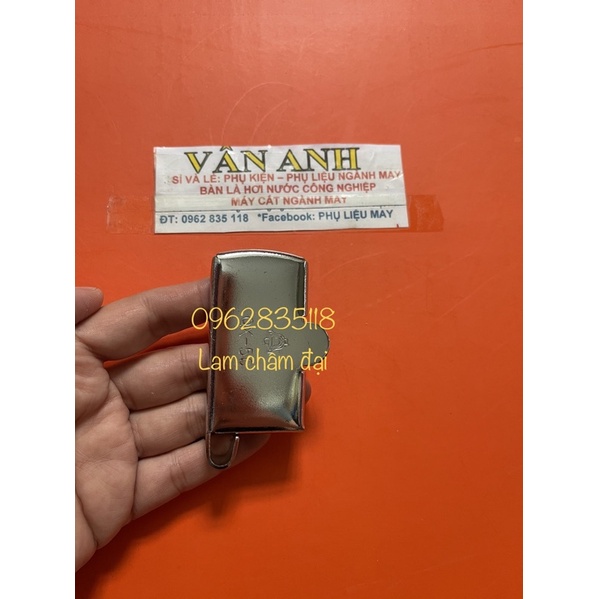 VÂN ANH
SỈ VÀ LẺ: PHỤ KIỆN – PHỤ LIỆU NGÀNH MAY
BÀN LÀ HƠI NƯỚC CÔNG NGHIỆP
MÁY CẮT NGÀNH MAY
ĐT: 0962 835 118 *Facebook: PHỤ LIỆU MAY
0962835118
Lam chàm đại